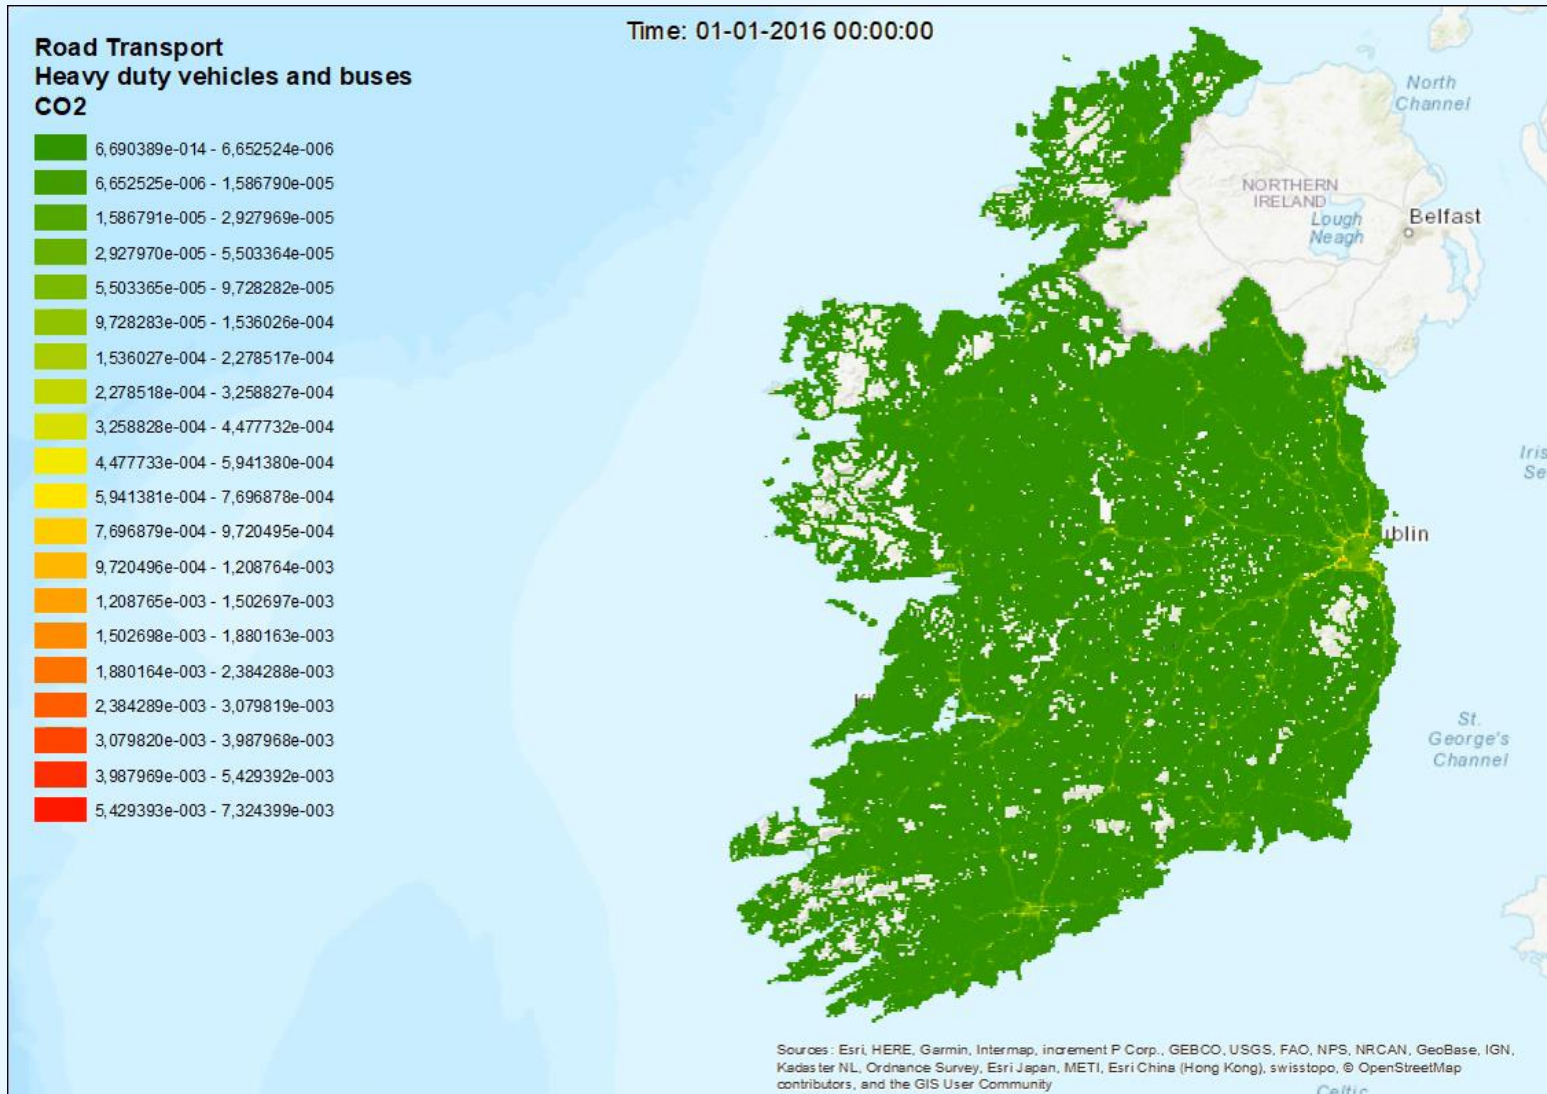 Time: 01-01-2016 00:00:00
Road Transport
Heavy duty vehicles and buses
CO2
6,690389e-014 - 6,652524e-006
6,652525e-006 - 1,586790e-005
1,586791e-005 - 2,927969e-005
2,927970e-005 - 5,503364e-005
5,503365e-005 - 9,728282e-005
9,728283e-005 - 1,536026e-004
1,536027e-004 - 2,278517e-004
2,278518e-004 - 3,258827e-004
3,258828e-004 - 4,477732e-004
4,477733e-004 - 5,941380e-004
5,941381e-004 - 7,696878e-004
7,696879e-004 - 9,720495e-004
9,720496e-004 - 1,208764e-003
1,208765e-003 - 1,502697e-003
1,502698e-003 - 1,880163e-003
1,880164e-003 - 2,384288e-003
2,384289e-003 - 3,079819e-003
3,079820e-003 - 3,987968e-003
3,987969e-003 - 5,429392e-003
5,429393e-003 - 7,324399e-003
North
Channel
NORTHERN
IRELAND
Lough
Neagh
Belfast
Iris
Se
ublin
St.
George's
Channel
Sources: Esri, HERE, Garmin, Intermap, increment P Corp., GEBCO, USGS, FAO, NPS, NRCAN, GeoBase, IGN,
Kadaster NL, Ordnance Survey, Esri Japan, METI, Esri China (Hong Kong), swisstopo, © OpenStreetMap
contributors, and the GIS User Community